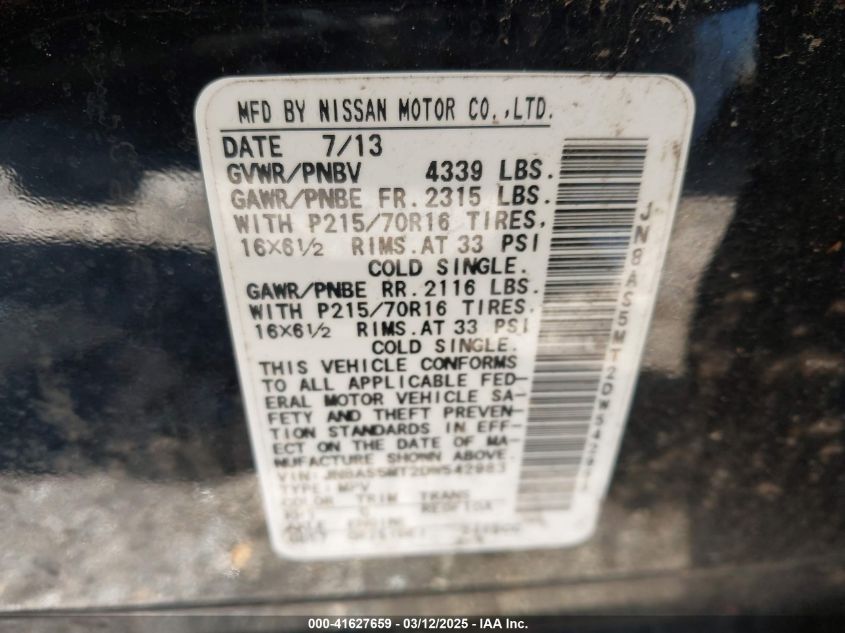 MFD BY NISSAN MOTOR CO.,LTD.
DATE 7/13
GVWR/PNBV 4339 LBS.
GAWR/PNBE FR. 2315 LBS.
WITH P215/70R16 TIRES,
16X6½ RIMS. AT 33 PSI
COLD SINGLE.
GAWR/PNBE RR. 2116 LBS.
WITH P215/70R16 TIRES,
16X6½ RIMS. AT 33 PSI
COLD SINGLE.
THIS VEHICLE CONFORMS
TO ALL APPLICABLE FED-
ERAL MOTOR VEHICLE SA-
FETY AND THEFT PREVEN-
TION STANDARDS IN EFF-
ECT ON THE DATE OF MA-
NUFACTURE SHOWN ABOVE.
VIN: JN8AS5MT2DW542983
TYPE: MPV
COLOR TRIM TRANS
000-41627659 — 03/12/2025 — IAA Inc.